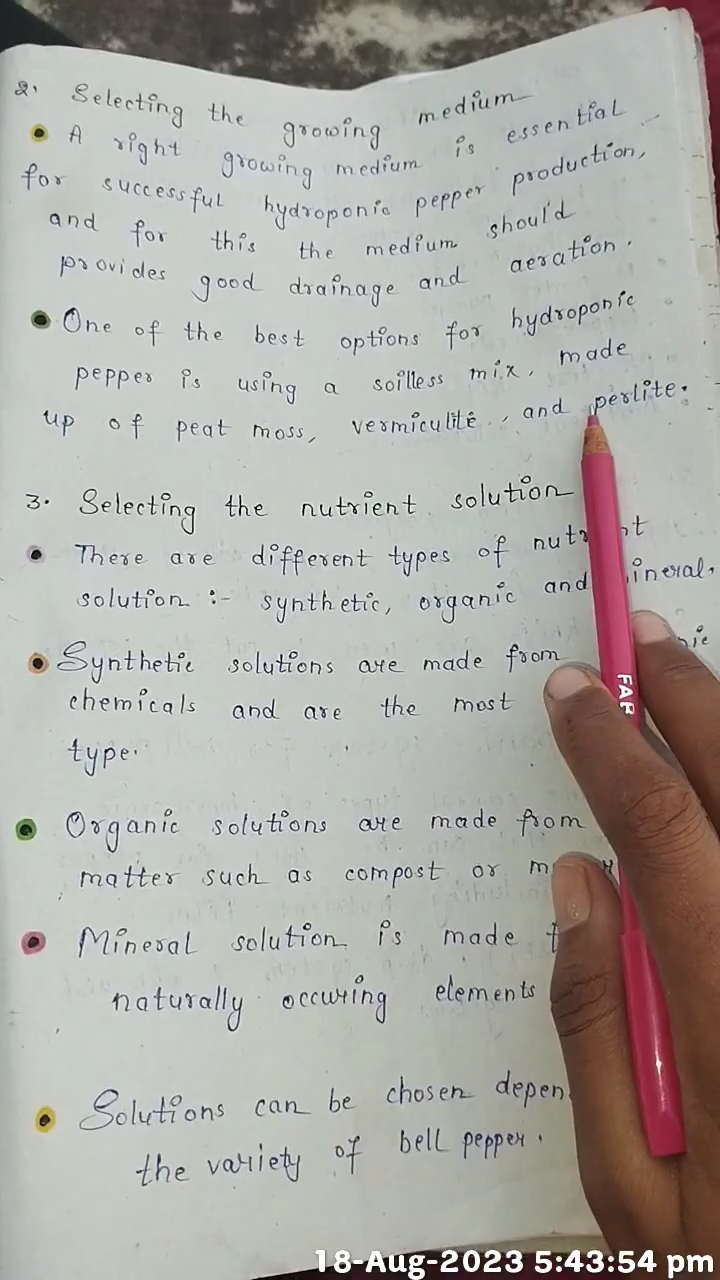 2. Selecting the growing medium
A right growing medium is essential
for successful hydroponic pepper production,
and for this the medium should
provides good drainage and aeration.
One of the best options for hydroponic
pepper is using a soilless mix, made
up of peat moss, vermiculite, and perlite.
3. Selecting the nutrient solution
There are different types of
solution :- synthetic, organic and
Synthetic solutions are made from
chemicals and are the most
type.
Organic solutions are made from
matter such as compost or
Mineral solution is made
naturally occuring elements
Solutions can be chosen
the variety of bell pepper.
FAB
18-Aug-2023 5:43:54 pm